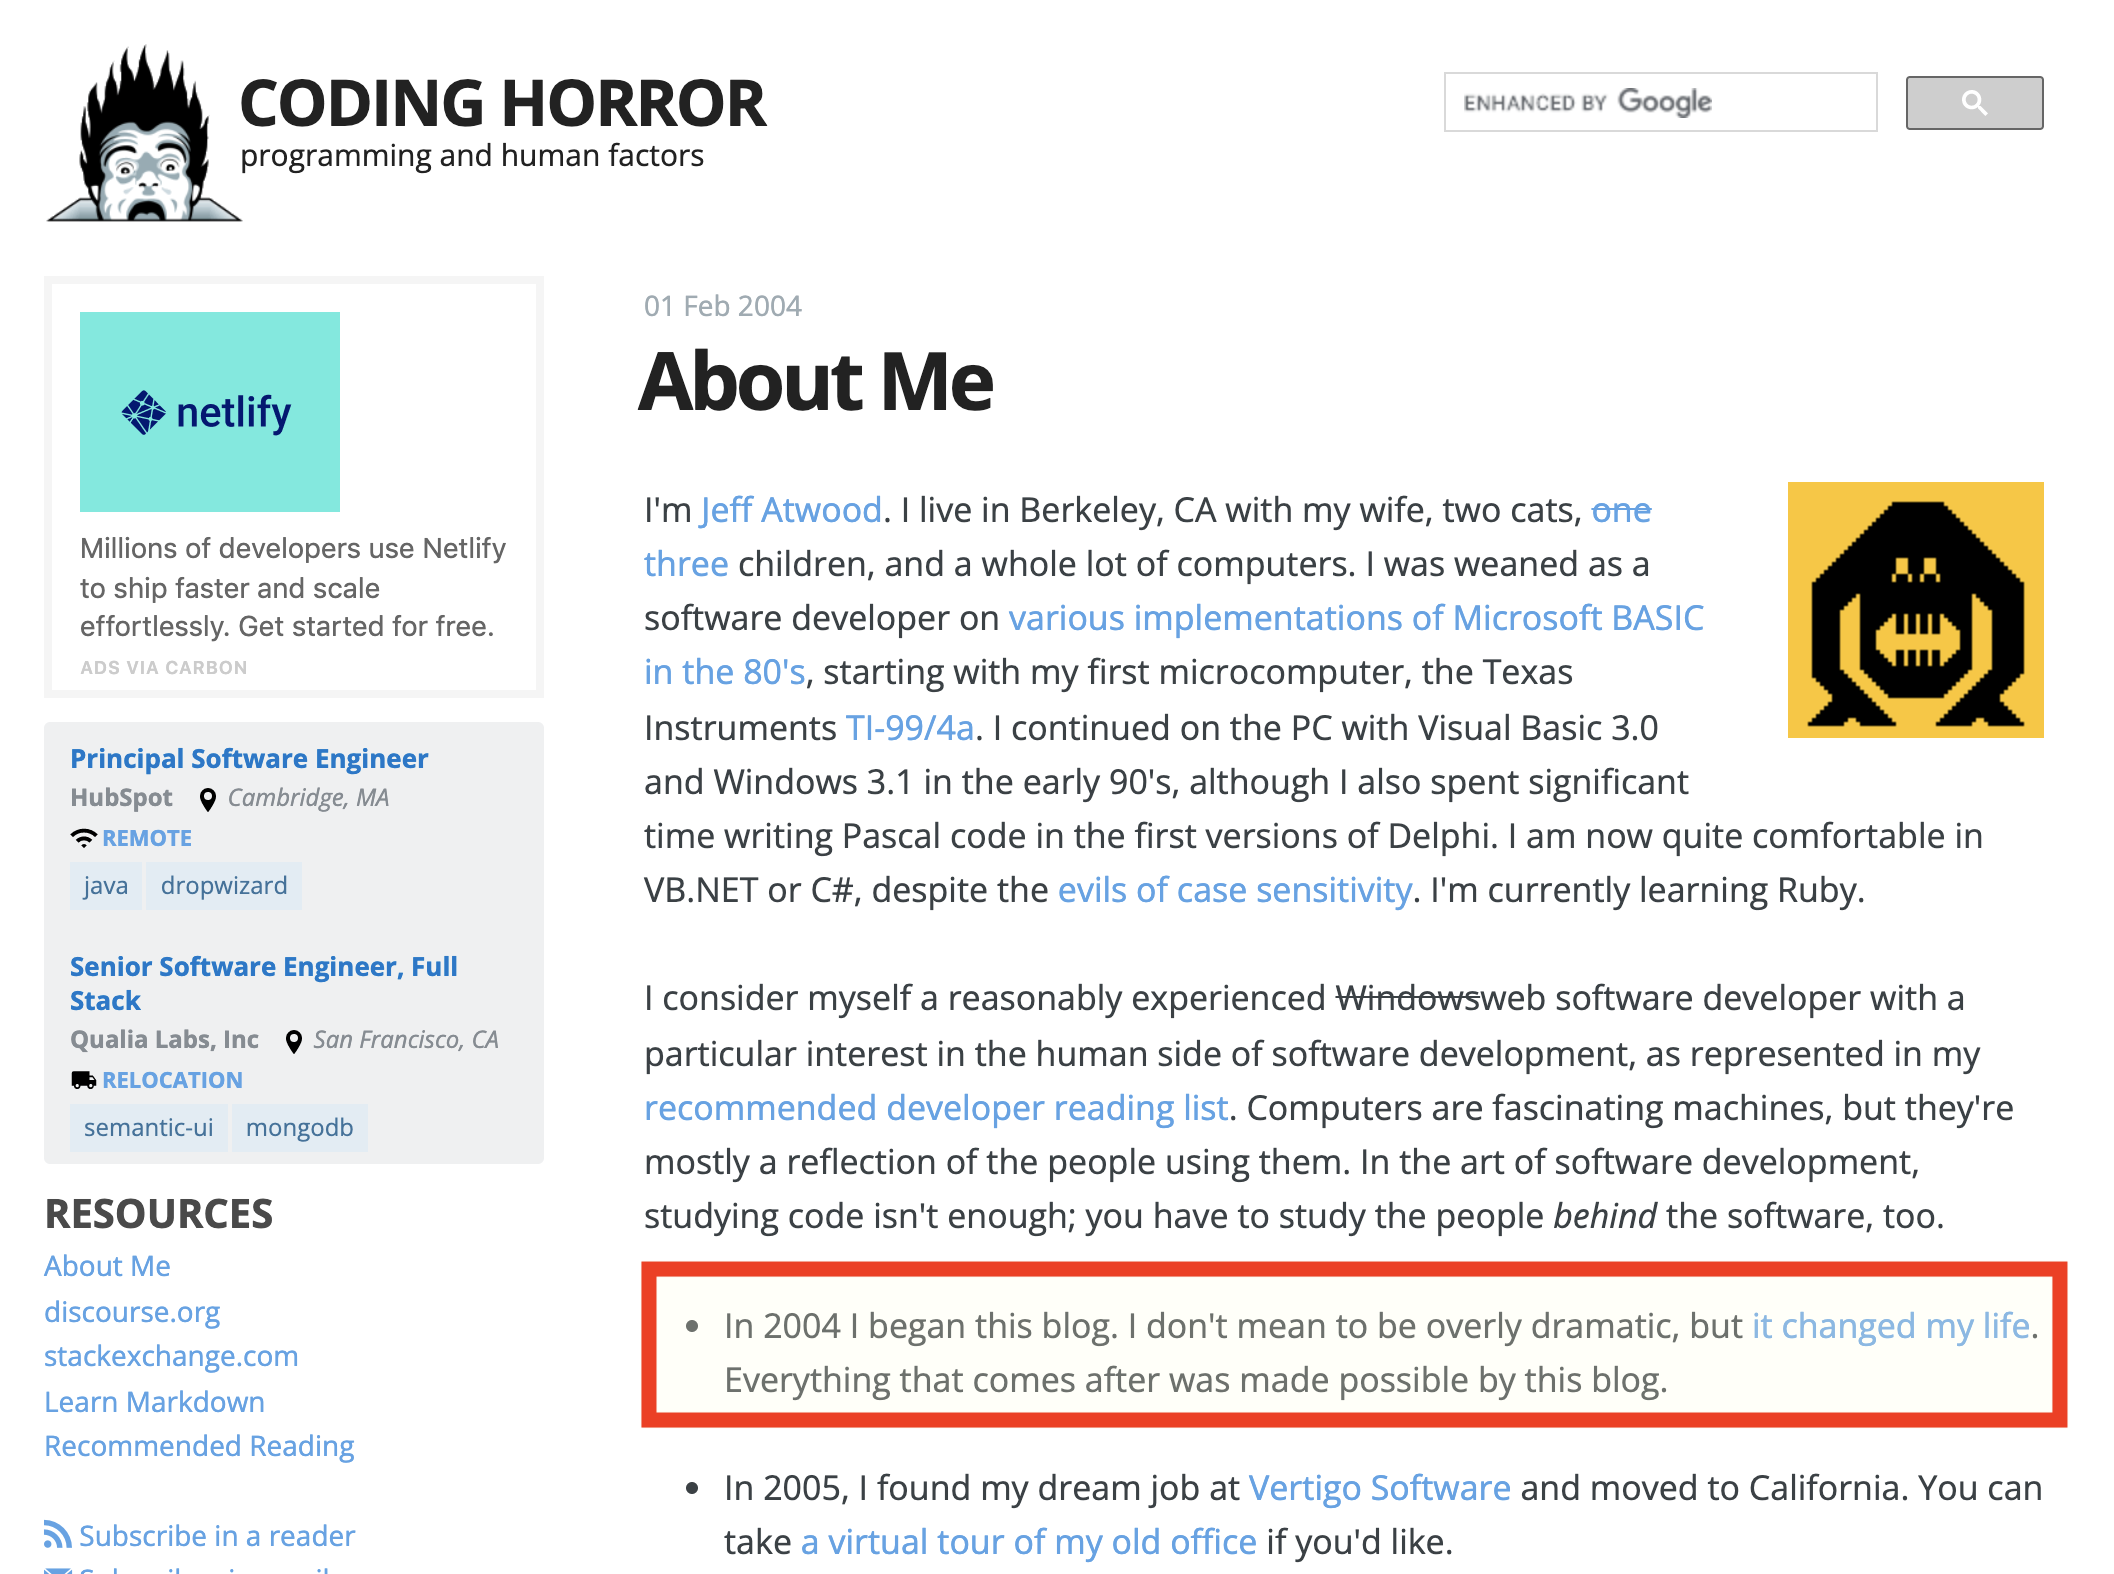 CODING HORROR
programming and human factors
ENHANCED BY Google
netlify
Millions of developers use Netlify
to ship faster and scale
effortlessly. Get started for free.
ADS VIA CARBON
Principal Software Engineer
HubSpot Cambridge, MA
REMOTE
java dropwizard
Senior Software Engineer, Full
Stack
Qualia Labs, Inc San Francisco, CA
RELOCATION
semantic-ui mongodb
RESOURCES
About Me
discourse.org
stackexchange.com
Learn Markdown
Recommended Reading
Subscribe in a reader
01 Feb 2004
About Me
I'm Jeff Atwood. I live in Berkeley, CA with my wife, two cats, one
three children, and a whole lot of computers. I was weaned as a
software developer on various implementations of Microsoft BASIC
in the 80's, starting with my first microcomputer, the Texas
Instruments TI-99/4a. I continued on the PC with Visual Basic 3.0
and Windows 3.1 in the early 90's, although I also spent significant
time writing Pascal code in the first versions of Delphi. I am now quite comfortable in
VB.NET or C#, despite the evils of case sensitivity. I'm currently learning Ruby.
I consider myself a reasonably experienced Windowsweb software developer with a
particular interest in the human side of software development, as represented in my
recommended developer reading list. Computers are fascinating machines, but they're
mostly a reflection of the people using them. In the art of software development,
studying code isn't enough; you have to study the people behind the software, too.
• In 2004 I began this blog. I don't mean to be overly dramatic, but it changed my life.
Everything that comes after was made possible by this blog.
• In 2005, I found my dream job at Vertigo Software and moved to California. You can
take a virtual tour of my old office if you'd like.